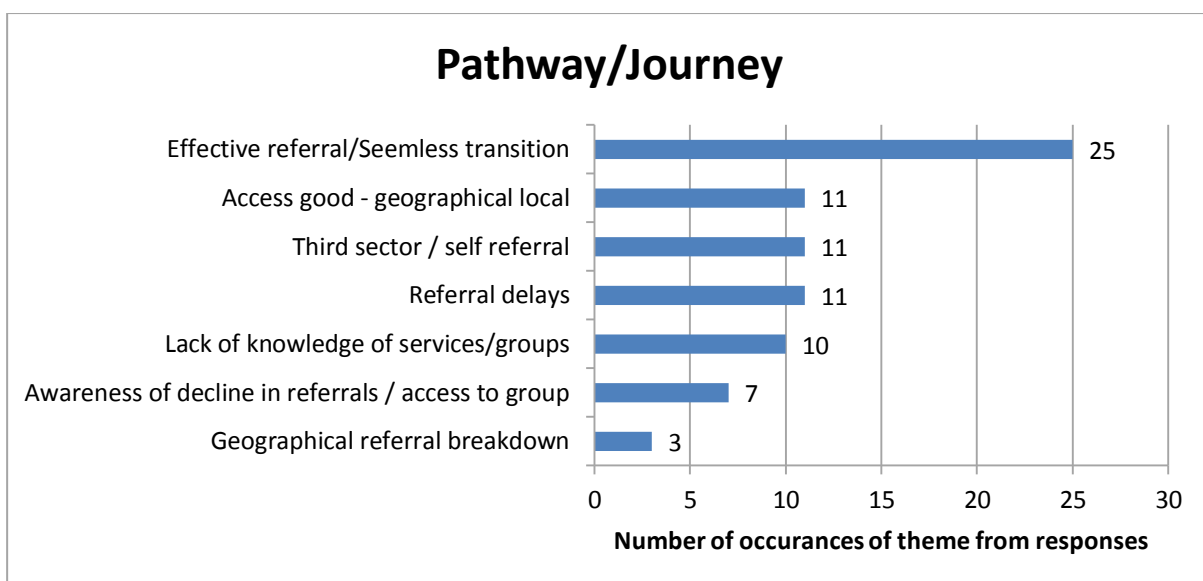 Pathway/Journey
Effective referral/Seemless transition
25
Access good - geographical local
11
Third sector / self referral
11
Referral delays
11
Lack of knowledge of services/groups
10
Awareness of decline in referrals / access to group
7
Geographical referral breakdown
3
0 5 10 15 20 25 30
Number of occurances of theme from responses